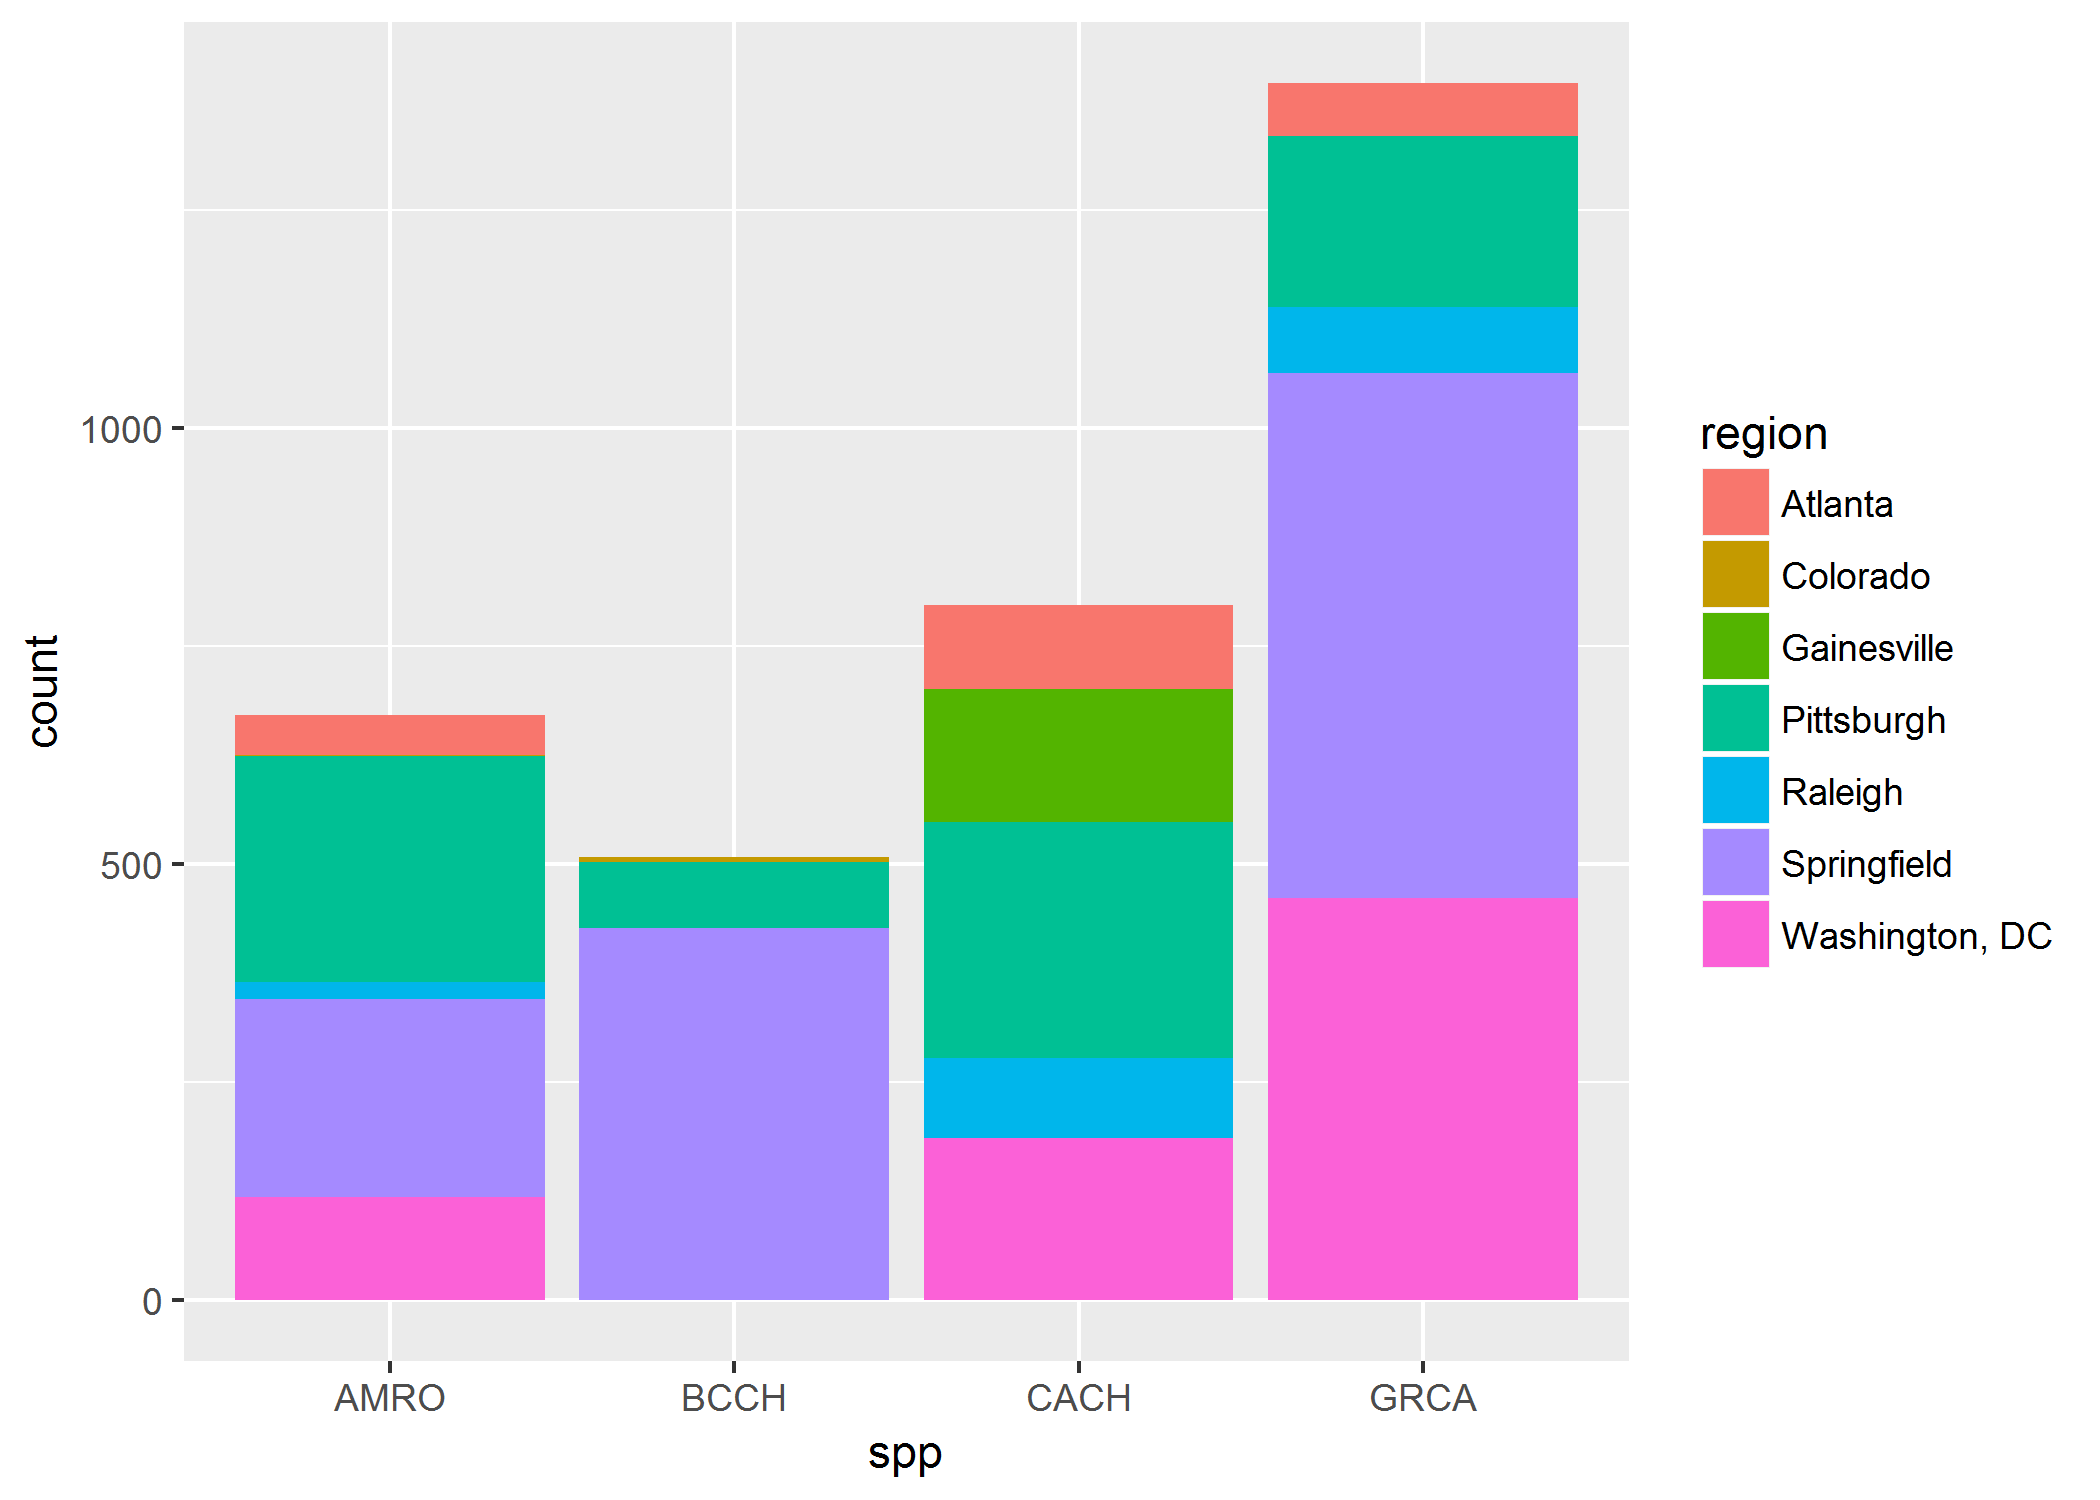 count
1000
500
0
AMRO
BCCH
CACH
GRCA
spp
region
Atlanta
Colorado
Gainesville
Pittsburgh
Raleigh
Springfield
Washington, DC